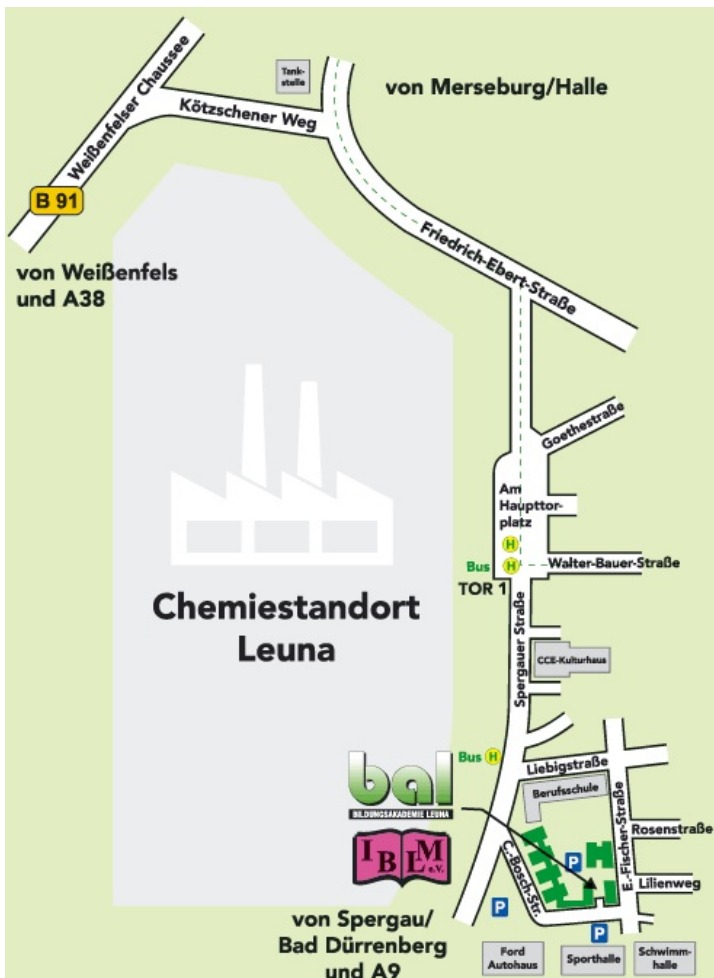 Tank-
stelle
von Merseburg/Halle
Weißenfelser Chaussee
Kötzschener Weg
B 91
von Weißenfels
und A38
Friedrich-Ebert-Straße
Goethestraße
Am
Haupttor-
platz
H
Bus H
TOR 1
Walter-Bauer-Straße
Chemiestandort
Leuna
Spergauer Straße
CCE-Kulturhaus
Bus H
Liebigstraße
bal
BILDUNGSAKADEMIE LEUNA
Berufsschule
E.-Fischer-Straße
Rosenstraße
IBLM
e.V.
C.-Bosch-Str.
P
Lilienweg
P
P
von Spergau/
Bad Dürrenberg
und A9
Ford
Autohaus
Sporthalle
Schwimm-
halle